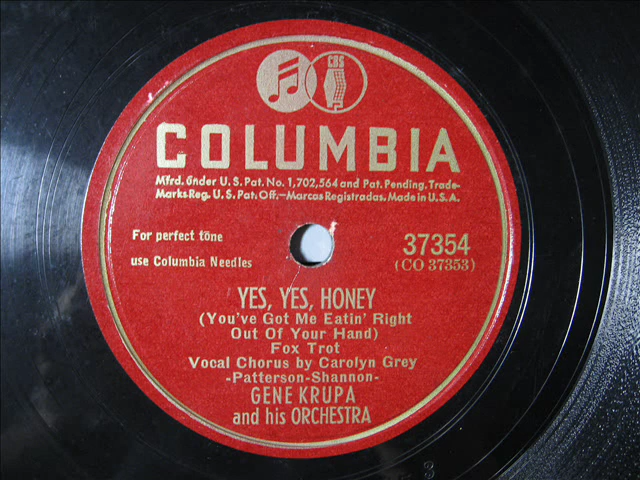 CBS
COLUMBIA
Mfrd. Under U.S. Pat. No. 1,702,564 and Pat. Pending. Trade-
Marks Reg. U.S. Pat. Off.—Marcas Registradas. Made in U.S.A.
For perfect tone
use Columbia Needles
37354
(CO 37353)
YES, YES, HONEY
(You've Got Me Eatin' Right
Out Of Your Hand)
Fox Trot
Vocal Chorus by Carolyn Grey
-Patterson-Shannon-
GENE KRUPA
and his ORCHESTRA